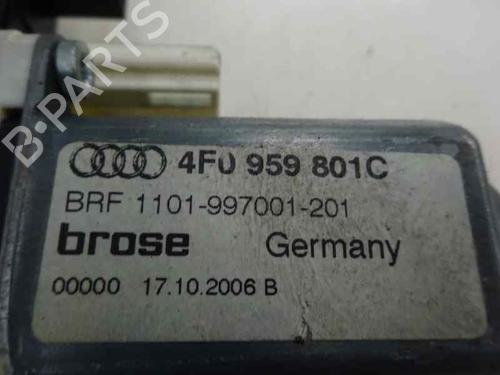 B-PARTS
4F0 959 801C
BRF 1101-997001-201
brose Germany
00000 17.10.2006 B